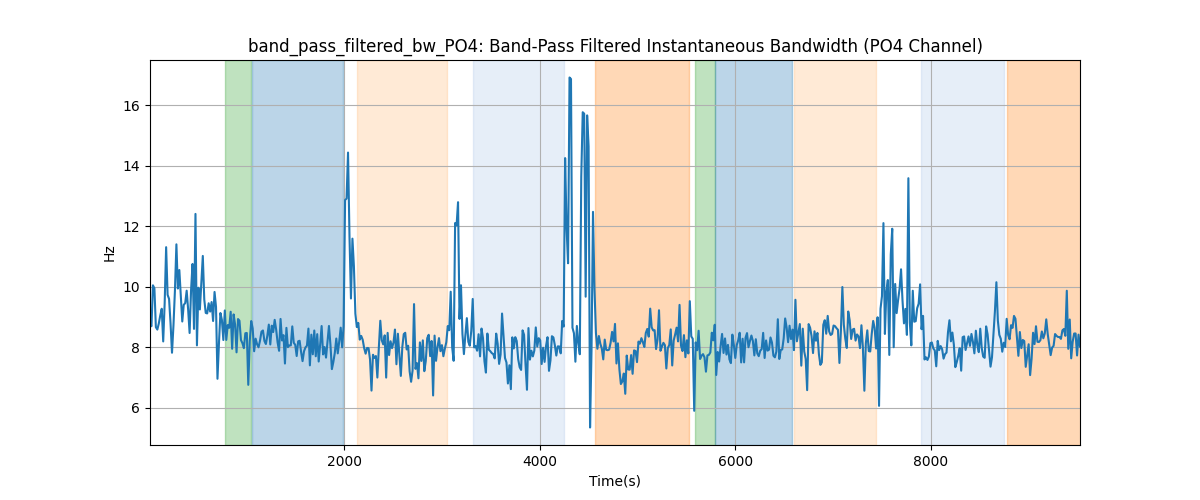 band_pass_filtered_bw_PO4: Band-Pass Filtered Instantaneous Bandwidth (PO4 Channel)
16
14
12
10
8
6
Hz
2000 4000 6000 8000
Time(s)